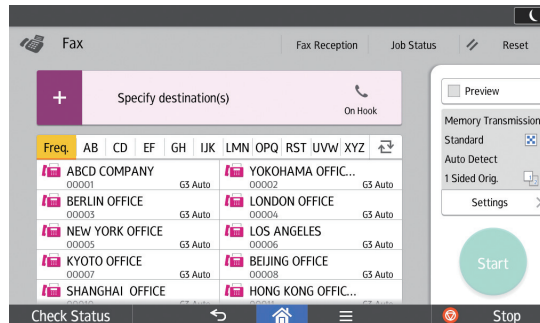 Fax
Fax Reception
Job Status
Reset
Specify destination(s)
On Hook
Preview
Memory Transmission
Standard
Auto Detect
1 Sided Orig.
Settings
Start
Freq. AB CD EF GH IJK LMN OPQ RST UVW XYZ
ABCD COMPANY
00001 G3 Auto
YOKOHAMA OFFIC...
00002 G3 Auto
BERLIN OFFICE
00003 G3 Auto
LONDON OFFICE
00004 G3 Auto
NEW YORK OFFICE
00005 G3 Auto
LOS ANGELES
00006 G3 Auto
KYOTO OFFICE
00007 G3 Auto
BEIJING OFFICE
00008 G3 Auto
SHANGHAI OFFICE
HONG KONG OFFIC...
Check Status
Stop